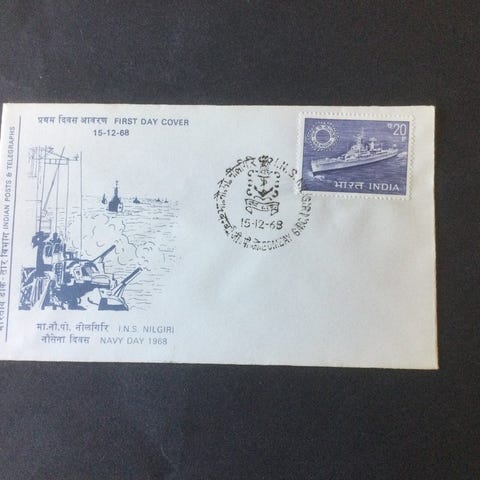 प्रथम दिवस आवरण FIRST DAY COVER
15-12-68
भारतीय डाक-तार विभाग INDIAN POSTS & TELEGRAPHS
मा.नौ.पो. नीलगिरि I.N.S. NILGIRI
नौसेना दिवस NAVY DAY 1968
15-12-68
20
भारत INDIA